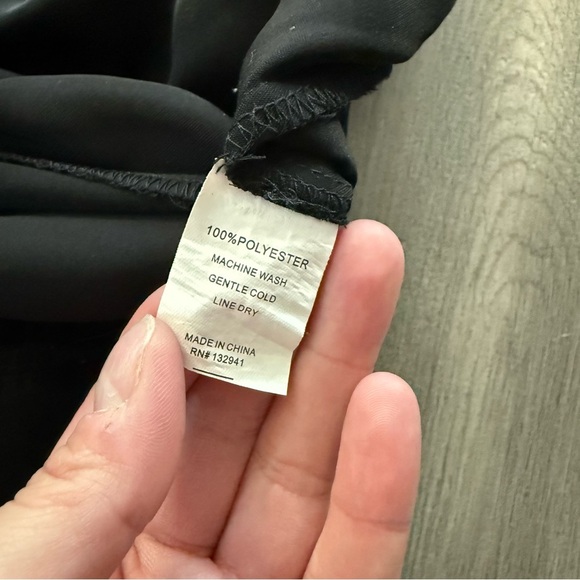 100%POLYESTER
MACHINE WASH
GENTLE COLD
LINE DRY
MADE IN CHINA
RN# 132941